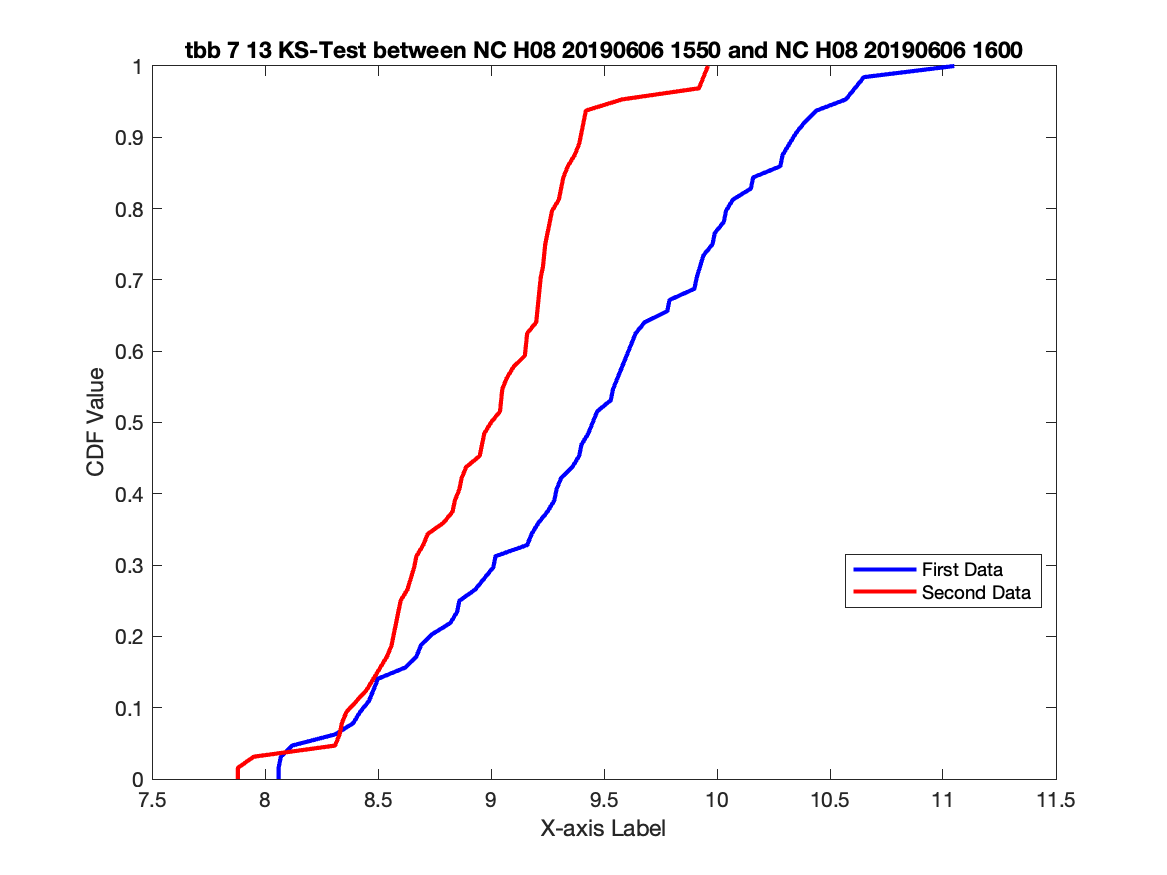 tbb 7 13 KS-Test between NC H08 20190606 1550 and NC H08 20190606 1600
1
0.9
0.8
0.7
0.6
0.5
0.4
0.3
0.2
0.1
0
CDF Value
First Data
Second Data
7.5 8 8.5 9 9.5 10 10.5 11 11.5
X-axis Label